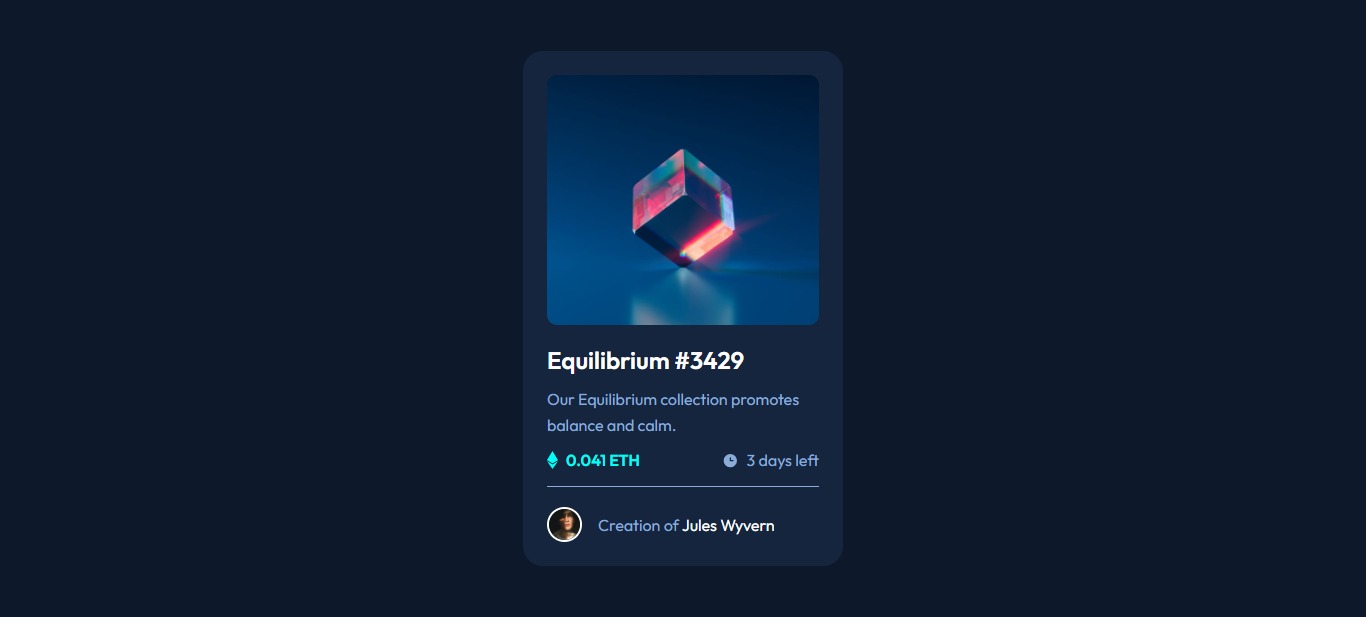 Equilibrium #3429
Our Equilibrium collection promotes
balance and calm.
0.041 ETH 3 days left
Creation of Jules Wyvern